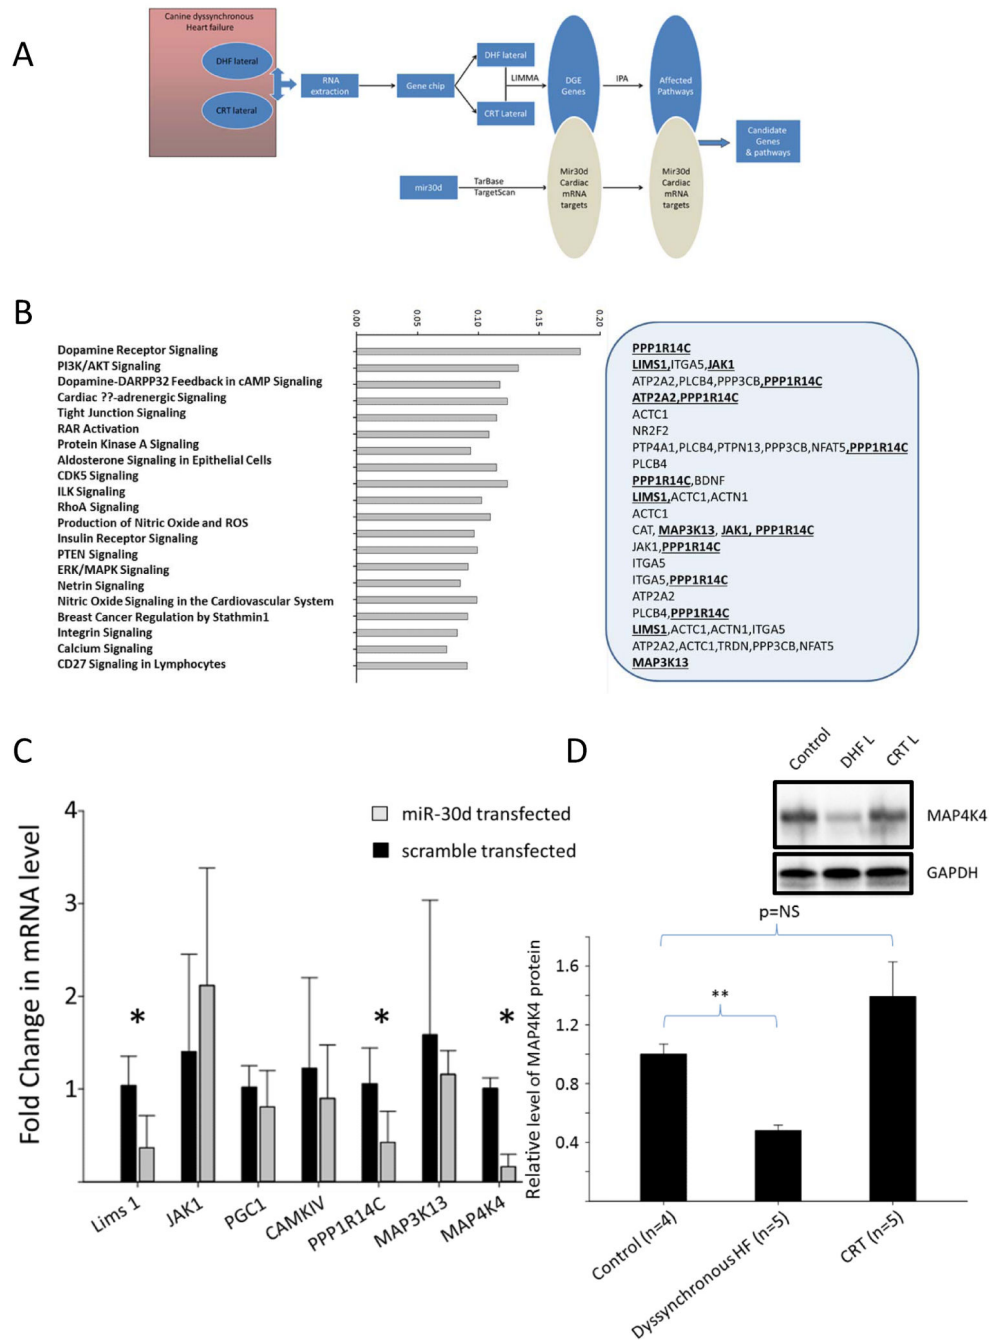 A
Canine dyssynchronous
Heart failure
DHF lateral
CRT lateral
RNA
extraction
Gene chip
DHF lateral
CRT Lateral
LIMMA
DGE
Genes
IPA
Affected
Pathways
Candidate
Genes
& pathways
mir30d
TarBase
TargetScan
Mir30d
Cardiac
mRNA
targets
Mir30d
Cardiac
mRNA
targets
B
0.00
0.05
0.10
0.15
0.20
Dopamine Receptor Signaling
PI3K/AKT Signaling
Dopamine-DARPP32 Feedback in cAMP Signaling
Cardiac ??-adrenergic Signaling
Tight Junction Signaling
RAR Activation
Protein Kinase A Signaling
Aldosterone Signaling in Epithelial Cells
CDK5 Signaling
ILK Signaling
RhoA Signaling
Production of Nitric Oxide and ROS
Insulin Receptor Signaling
PTEN Signaling
ERK/MAPK Signaling
Netrin Signaling
Nitric Oxide Signaling in the Cardiovascular System
Breast Cancer Regulation by Stathmin1
Integrin Signaling
Calcium Signaling
CD27 Signaling in Lymphocytes
PPP1R14C
LIMS1,ITGA5,JAK1
ATP2A2,PLCB4,PPP3CB,PPP1R14C
ATP2A2,PPP1R14C
ACTC1
NR2F2
PTP4A1,PLCB4,PTPN13,PPP3CB,NFAT5,PPP1R14C
PLCB4
PPP1R14C,BDNF
LIMS1,ACTC1,ACTN1
ACTC1
CAT, MAP3K13, JAK1, PPP1R14C
JAK1,PPP1R14C
ITGA5
ITGA5,PPP1R14C
ATP2A2
PLCB4,PPP1R14C
LIMS1,ACTC1,ACTN1,ITGA5
ATP2A2,ACTC1,TRDN,PPP3CB,NFAT5
MAP3K13
C
Fold Change in mRNA level
4
3
2
1
miR-30d transfected
scramble transfected
*
*
*
Lims 1
JAK1
PGC1
CAMKIV
PPP1R14C
MAP3K13
MAP4K4
D
Control
DHF L
CRT L
MAP4K4
GAPDH
p=NS
**
Relative level of MAP4K4 protein
1.6
1.2
0.8
0.4
Control (n=4)
Dyssynchronous HF (n=5)
CRT (n=5)